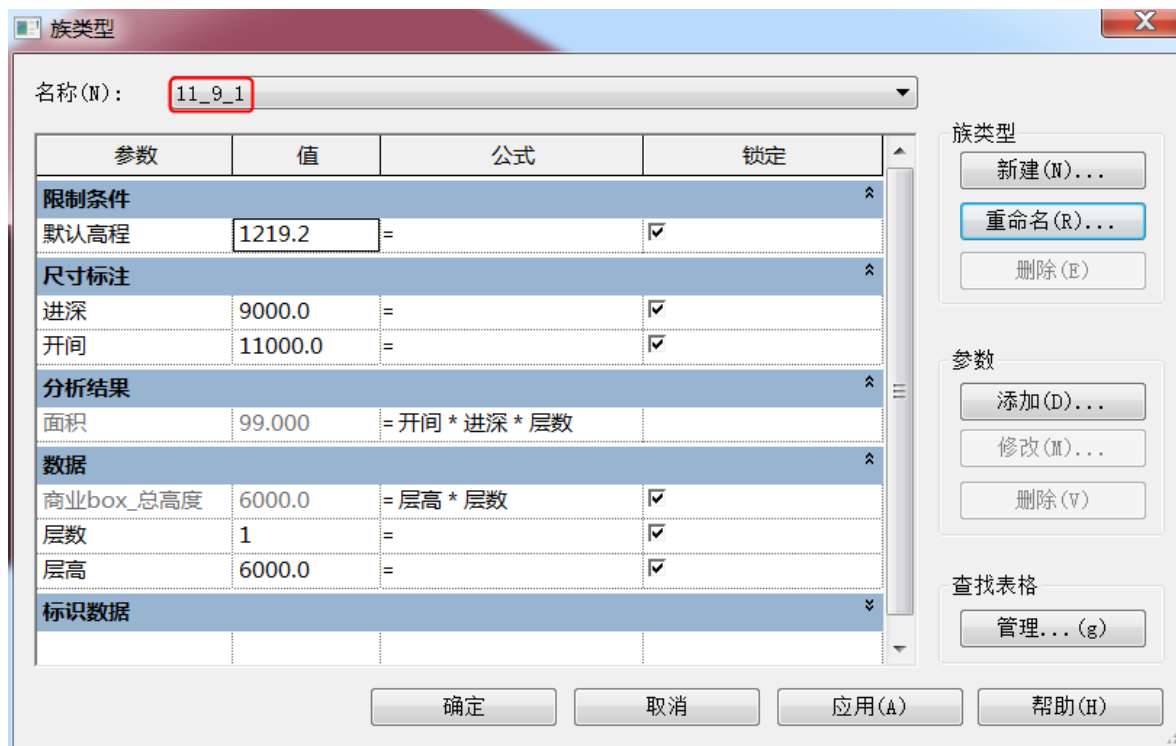 族类型
名称(N): 11_9_1
参数 值 公式 锁定
限制条件
默认高程 1219.2 =
尺寸标注
进深 9000.0 =
开间 11000.0 =
分析结果
面积 99.000 =开间 * 进深 * 层数
数据
商业box_总高度 6000.0 =层高 * 层数
层数 1 =
层高 6000.0 =
标识数据
族类型
新建(N)...
重命名(R)...
删除(E)
参数
添加(D)...
修改(M)...
删除(V)
查找表格
管理...(g)
确定 取消 应用(A) 帮助(H)